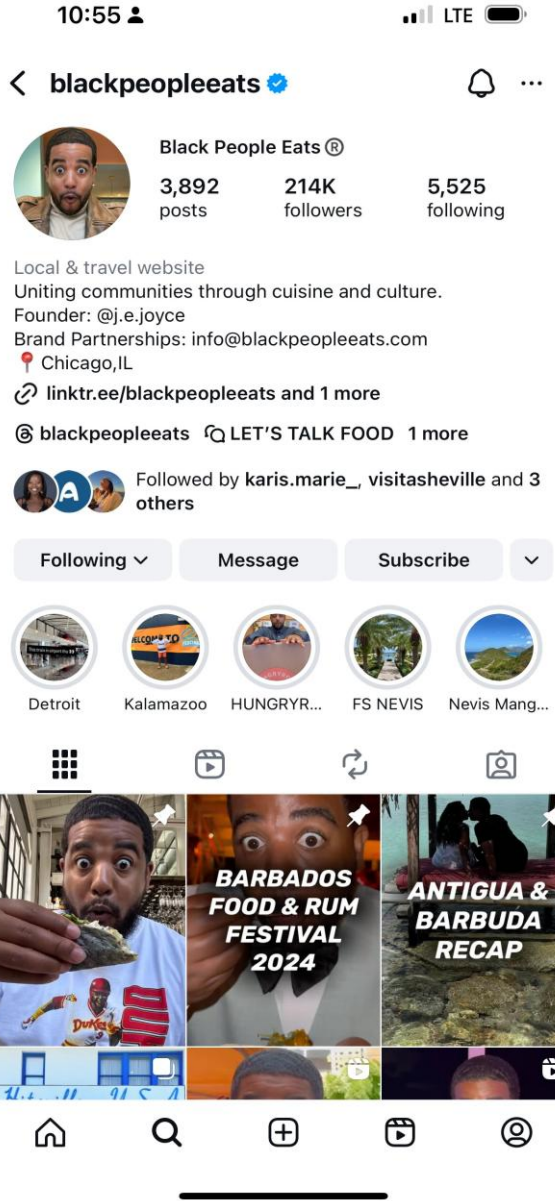 10:55
LTE
blackpeopleeats
Black People Eats ®
3,892 214K 5,525
posts followers following
Local & travel website
Uniting communities through cuisine and culture.
Founder: @j.e.joyce
Brand Partnerships: info@blackpeopleeats.com
📍 Chicago,IL
linktr.ee/blackpeopleeats and 1 more
blackpeopleeats LET’S TALK FOOD 1 more
Followed by karis.marie_, visitasheville and 3
others
Following Message Subscribe
Detroit Kalamazoo HUNGRYR... FS NEVIS Nevis Mang...
BARBADOS
FOOD & RUM
FESTIVAL
2024
ANTIGUA &
BARBUDA
RECAP
Dukes